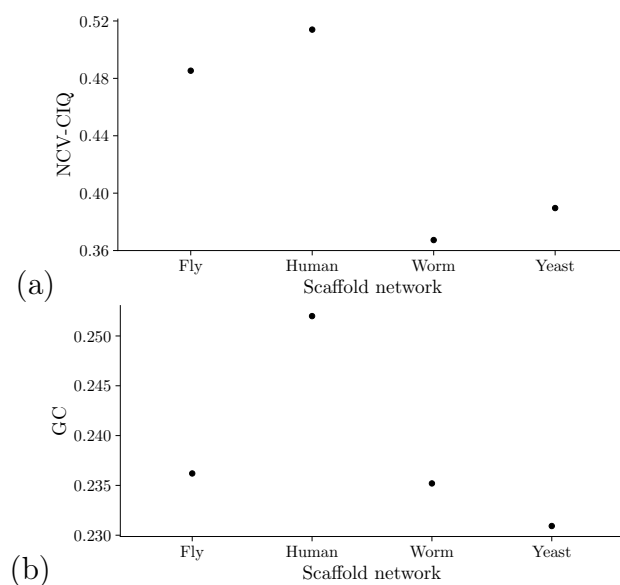 0.52
0.48
0.44
0.40
0.36
NCV-CIQ
Fly Human Worm Yeast
Scaffold network
(a)
0.250
0.245
0.240
0.235
0.230
GC
Fly Human Worm Yeast
Scaffold network
(b)